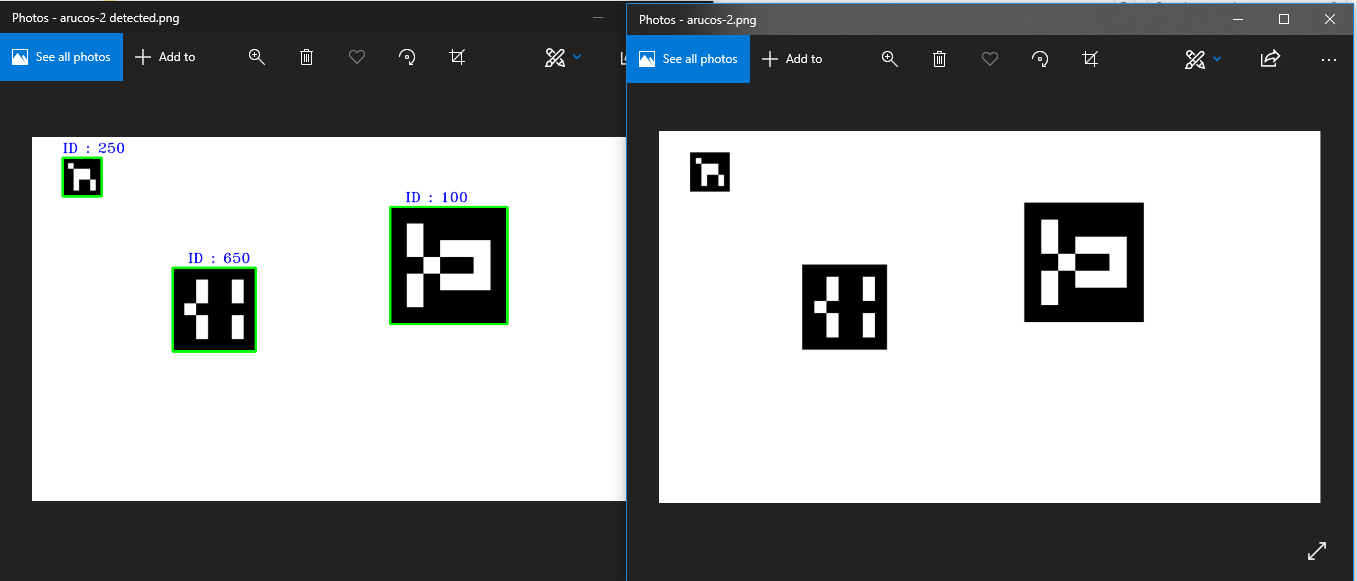 Photos - arucos-2 detected.png
See all photos
Add to
ID : 250
ID : 100
ID : 650
Photos - arucos-2.png
See all photos
Add to